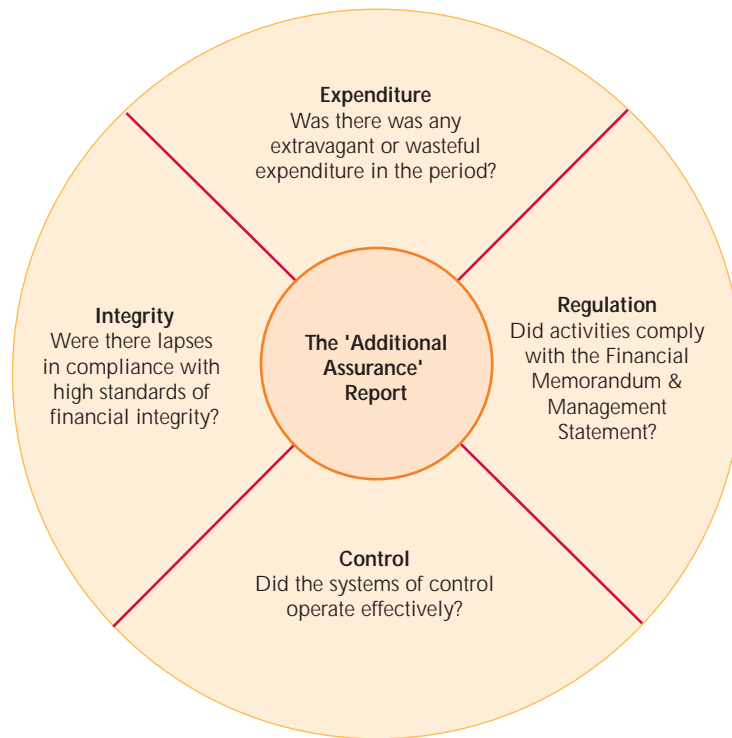 Expenditure
Was there was any
extravagant or wasteful
expenditure in the period?
Integrity
Were there lapses
in compliance with
high standards of
financial integrity?
The 'Additional
Assurance'
Report
Regulation
Did activities comply
with the Financial
Memorandum &
Management
Statement?
Control
Did the systems of control
operate effectively?